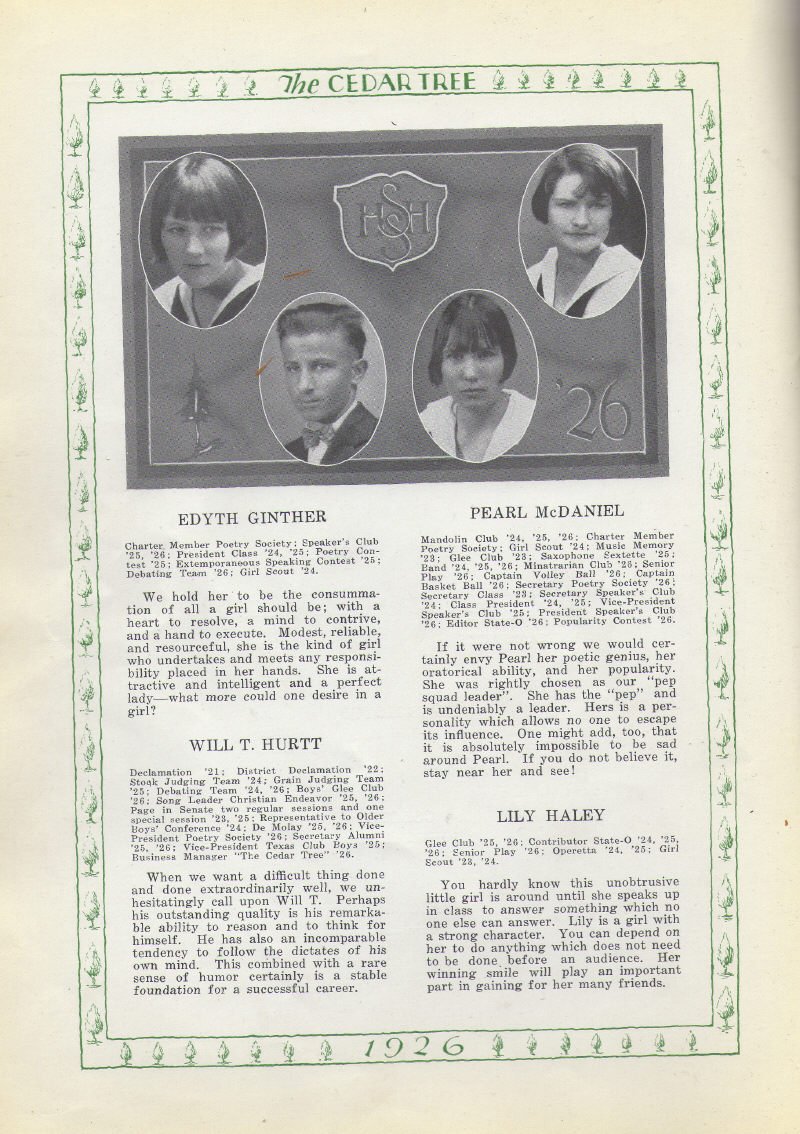 The CEDAR TREE
HSH
'26
EDYTH GINTHER
Charter Member Poetry Society; Speaker's Club
'25, '26; President Class '24, '25; Poetry Con-
test '25; Extemporaneous Speaking Contest '25;
Debating Team '26; Girl Scout '24.
We hold her to be the consumma-
tion of all a girl should be; with a
heart to resolve, a mind to contrive,
and a hand to execute. Modest, reliable,
and resourceful, she is the kind of girl
who undertakes and meets any responsi-
bility placed in her hands. She is at-
tractive and intelligent and a perfect
lady—what more could one desire in a
girl?
WILL T. HURTT
Declamation '21; District Declamation '22;
Stock Judging Team '24; Grain Judging Team
'25; Debating Team '24, '26; Boys' Glee Club
'26; Song Leader Christian Endeavor '25, '26;
Page in Senate two regular sessions and one
special session '23, '25; Representative to Older
Boys' Conference '24; De Molay '25, '26; Vice-
President Poetry Society '26; Secretary Alumni
'25, '26; Vice-President Texas Club Boys '25;
Business Manager "The Cedar Tree" '26.
When we want a difficult thing done
and done extraordinarily well, we un-
hesitatingly call upon Will T. Perhaps
his outstanding quality is his remarka-
ble ability to reason and to think for
himself. He has also an incomparable
tendency to follow the dictates of his
own mind. This combined with a rare
sense of humor certainly is a stable
foundation for a successful career.
PEARL McDANIEL
Mandolin Club '24, '25, '26; Charter Member
Poetry Society; Girl Scout '24; Music Memory
'23; Glee Club '23; Saxophone Sextette '25;
Band '24, '25, '26; Minatrarian Club '26; Senior
Play '26; Captain Volley Ball '26; Captain
Basket Ball '26; Secretary Poetry Society '26;
Secretary Class '23; Secretary Speaker's Club
'24; Class President '24, '25; Vice-President
Speaker's Club '25; President Speaker's Club
'26; Editor State-O '26; Popularity Contest '26.
If it were not wrong we would cer-
tainly envy Pearl her poetic genius, her
oratorical ability, and her popularity.
She was rightly chosen as our "pep
squad leader". She has the "pep" and
is undeniably a leader. Hers is a per-
sonality which allows no one to escape
its influence. One might add, too, that
it is absolutely impossible to be sad
around Pearl. If you do not believe it,
stay near her and see!
LILY HALEY
Glee Club '25, '26; Contributor State-O '24, '25,
'26; Senior Play '26; Operetta '24, '25; Girl
Scout '23, '24.
You hardly know this unobtrusive
little girl is around until she speaks up
in class to answer something which no
one else can answer. Lily is a girl with
a strong character. You can depend on
her to do anything which does not need
to be done before an audience. Her
winning smile will play an important
part in gaining for her many friends.
1926